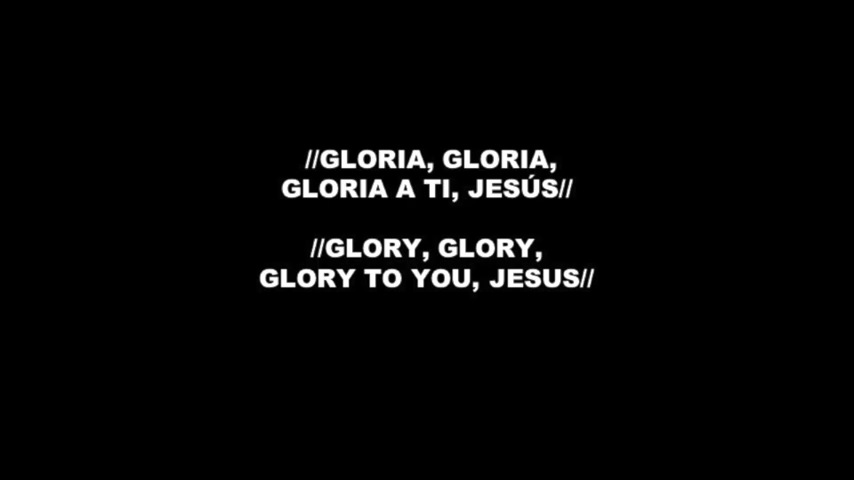 //GLORIA, GLORIA,
GLORIA A TI, JESÚS//
//GLORY, GLORY,
GLORY TO YOU, JESUS//